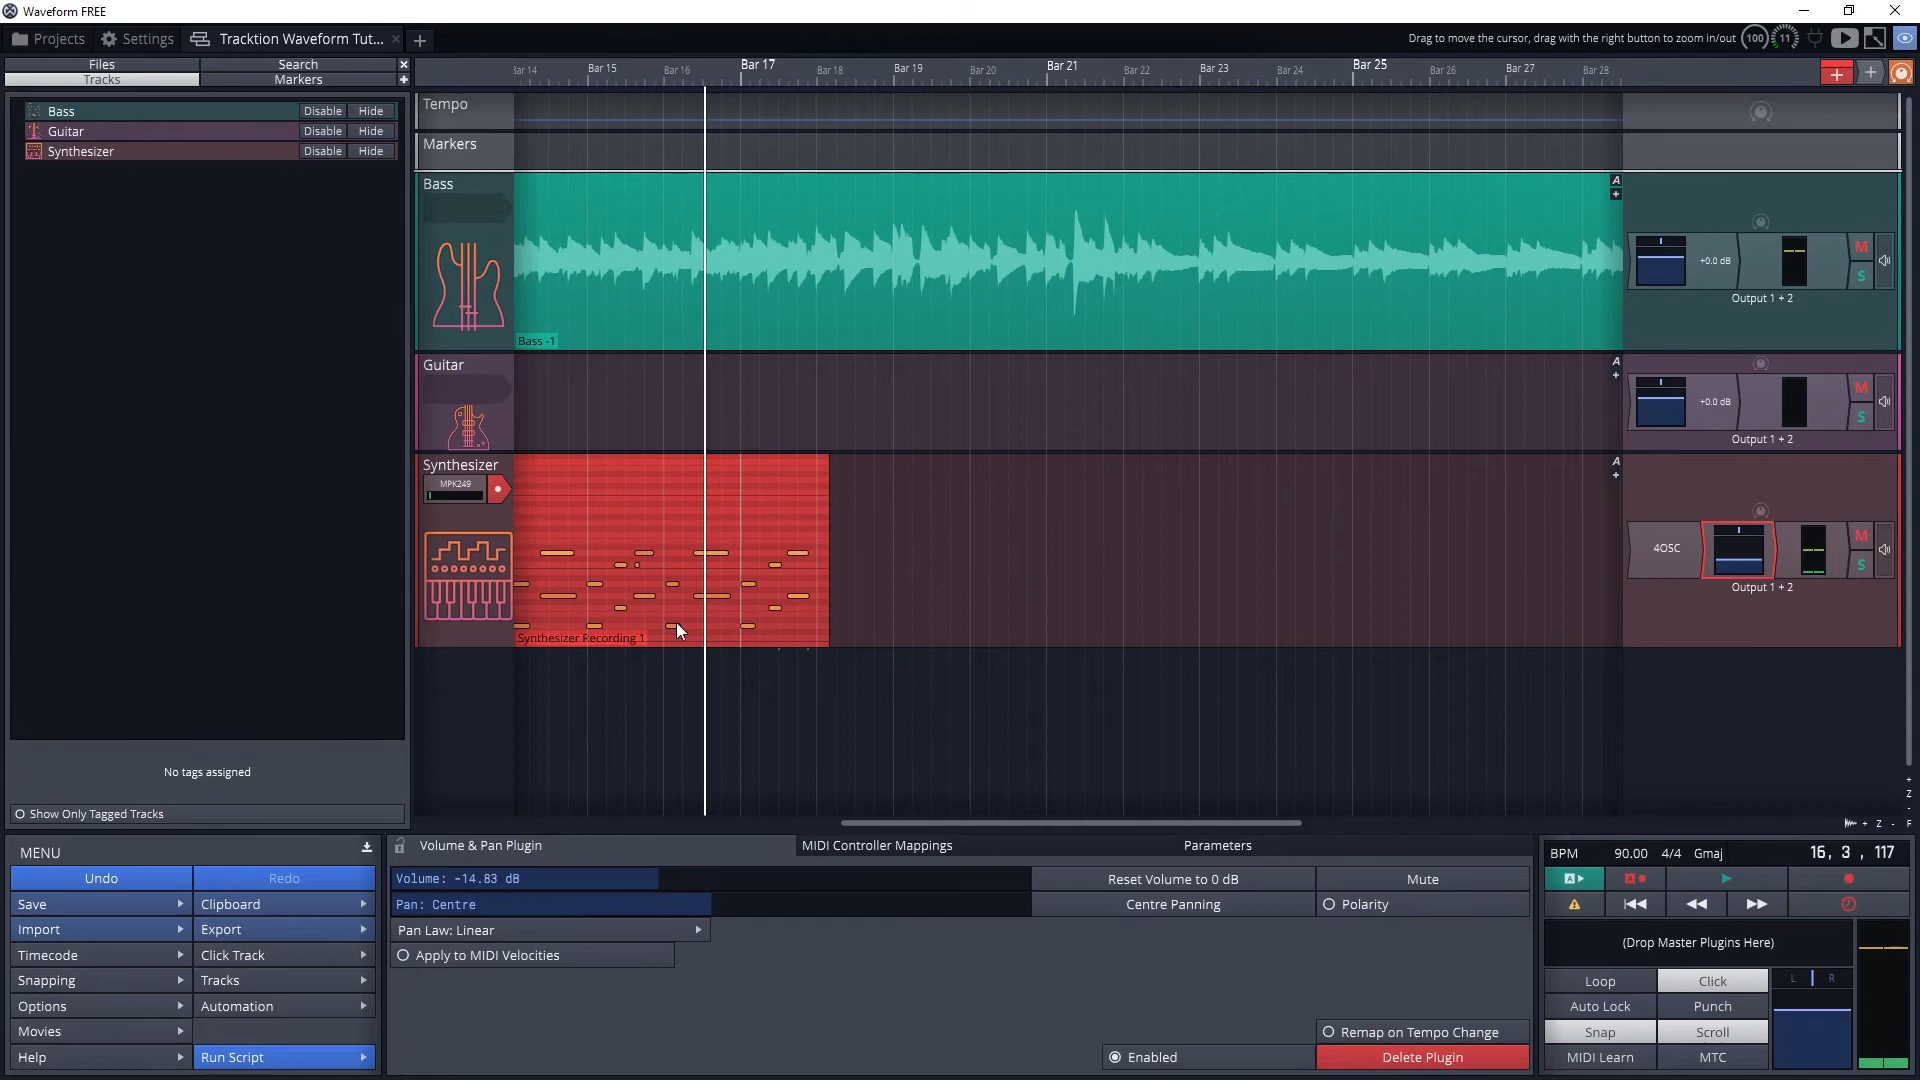 Waveform FREE
Projects
Settings
Tracktion Waveform Tut...
Drag to move the cursor, drag with the right button to zoom in/out
100
11
Files
Search
Tracks
Markers
Bar 14
Bar 15
Bar 16
Bar 17
Bar 18
Bar 19
Bar 20
Bar 21
Bar 22
Bar 23
Bar 24
Bar 25
Bar 26
Bar 27
Bar 28
Bass
Disable
Hide
Guitar
Disable
Hide
Synthesizer
Disable
Hide
Tempo
Markers
Bass
A
+0.0 dB
M
S
Output 1 + 2
Bass -1
Guitar
A
+0.0 dB
M
S
Output 1 + 2
Synthesizer
A
MPK249
4OSC
M
S
Output 1 + 2
Synthesizer Recording 1
No tags assigned
Show Only Tagged Tracks
+ Z -
+ Z - F
MENU
Undo
Redo
Save
Clipboard
Import
Export
Timecode
Click Track
Snapping
Tracks
Options
Automation
Movies
Help
Run Script
Volume & Pan Plugin
MIDI Controller Mappings
Parameters
Volume: -14.83 dB
Reset Volume to 0 dB
Mute
Pan: Centre
Centre Panning
Polarity
Pan Law: Linear
Apply to MIDI Velocities
Remap on Tempo Change
Enabled
Delete Plugin
BPM
90.00
4/4
Gmaj
16, 3 , 117
A
A
(Drop Master Plugins Here)
Loop
Click
L
R
Auto Lock
Punch
Snap
Scroll
MIDI Learn
MTC